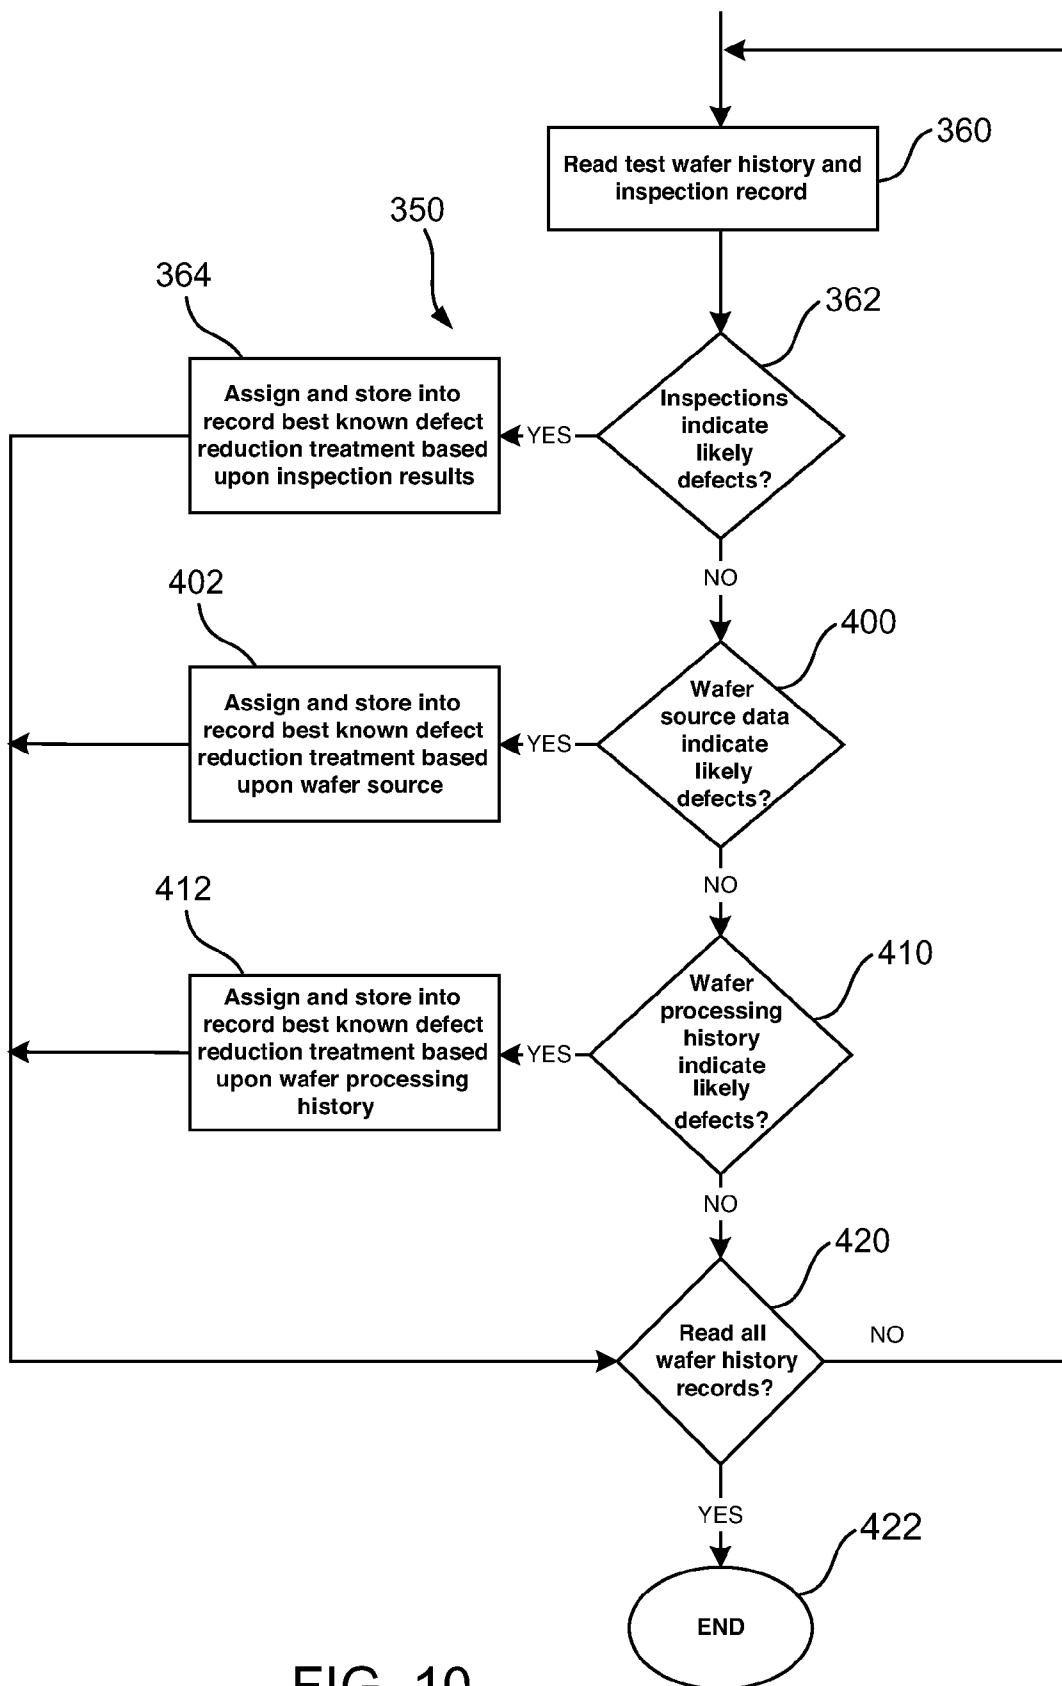 360
Read test wafer history and
inspection record
350
364
362
Assign and store into
record best known defect
reduction treatment based
upon inspection results
YES
Inspections
indicate
likely
defects?
NO
402
400
Assign and store into
record best known defect
reduction treatment based
upon wafer source
YES
Wafer
source data
indicate
likely
defects?
NO
412
410
Assign and store into
record best known defect
reduction treatment based
upon wafer processing
history
YES
Wafer
processing
history
indicate
likely
defects?
NO
420
Read all
wafer history
records?
NO
YES
422
END
FIG. 10